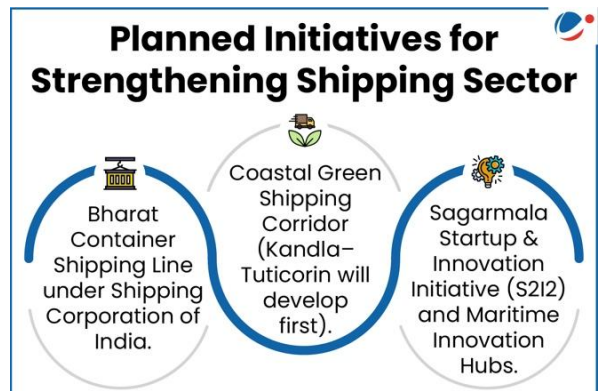 Planned Initiatives for
Strengthening Shipping Sector
Bharat
Container
Shipping Line
under Shipping
Corporation of
India.
Coastal Green
Shipping
Corridor
(Kandla–
Tuticorin will
develop
first).
Sagarmala
Startup &
Innovation
Initiative (S2I2)
and Maritime
Innovation
Hubs.